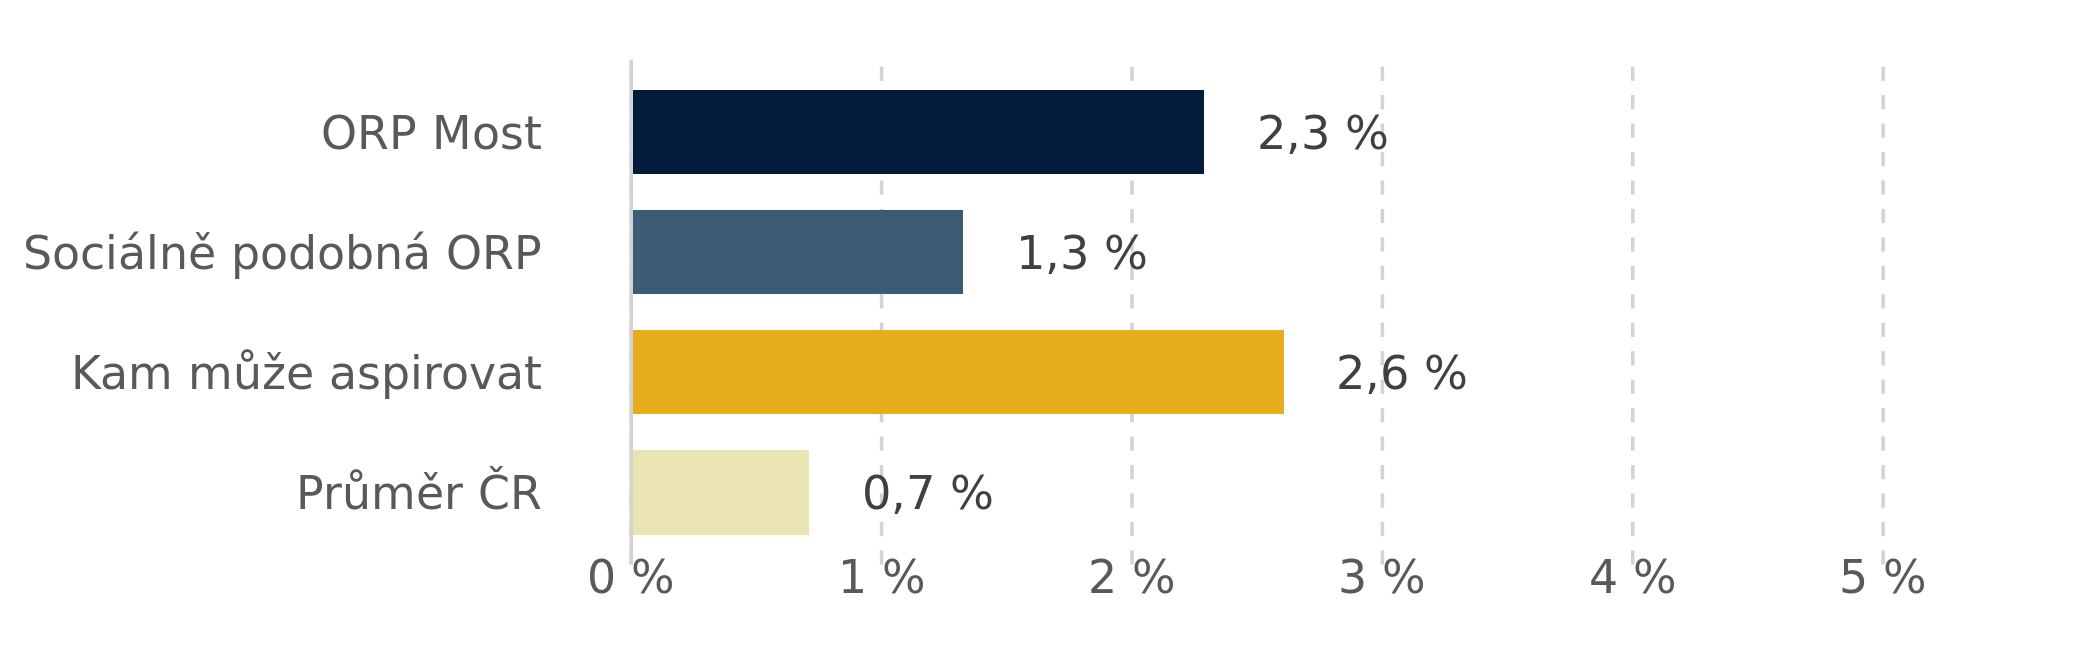 ORP Most 2,3 %
Sociálně podobná ORP 1,3 %
Kam může aspirovat 2,6 %
Průměr ČR 0,7 %
0 % 1 % 2 % 3 % 4 % 5 %